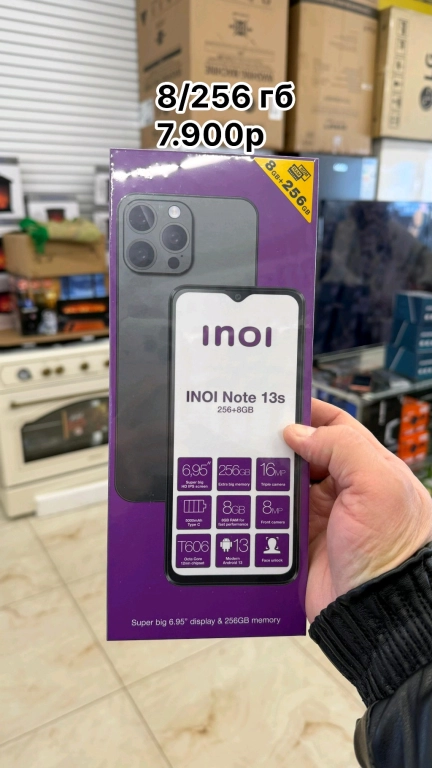 8/256 гб
7.900р
8GB+256GB
INOI
INOI Note 13s
256+8GB
6,95"
Super big
HD IPS screen
256GB
Extra big memory
16MP
Triple camera
5000mAh
Type C
8GB
8GB RAM for
fast performance
8MP
Front camera
T606
Octa Core
12nm chipset
13
Modern
Android 13
Face unlock
Super big 6.95" display & 256GB memory